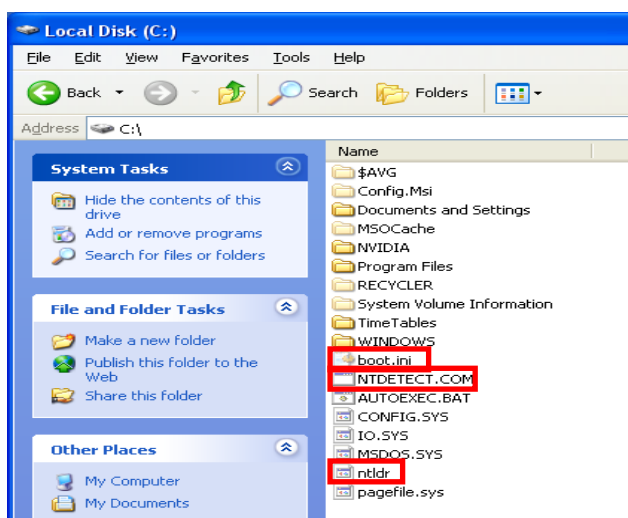 Local Disk (C:)
File Edit View Favorites Tools Help
Back Search Folders
Address C:\
Name
System Tasks
Hide the contents of this
drive
Add or remove programs
Search for files or folders
File and Folder Tasks
Make a new folder
Publish this folder to the
Web
Share this folder
Other Places
My Computer
My Documents
$AVG
Config.Msi
Documents and Settings
MSOCache
NVIDIA
Program Files
RECYCLER
System Volume Information
TimeTables
WINDOWS
boot.ini
NTDETECT.COM
AUTOEXEC.BAT
CONFIG.SYS
IO.SYS
MSDOS.SYS
ntldr
pagefile.sys